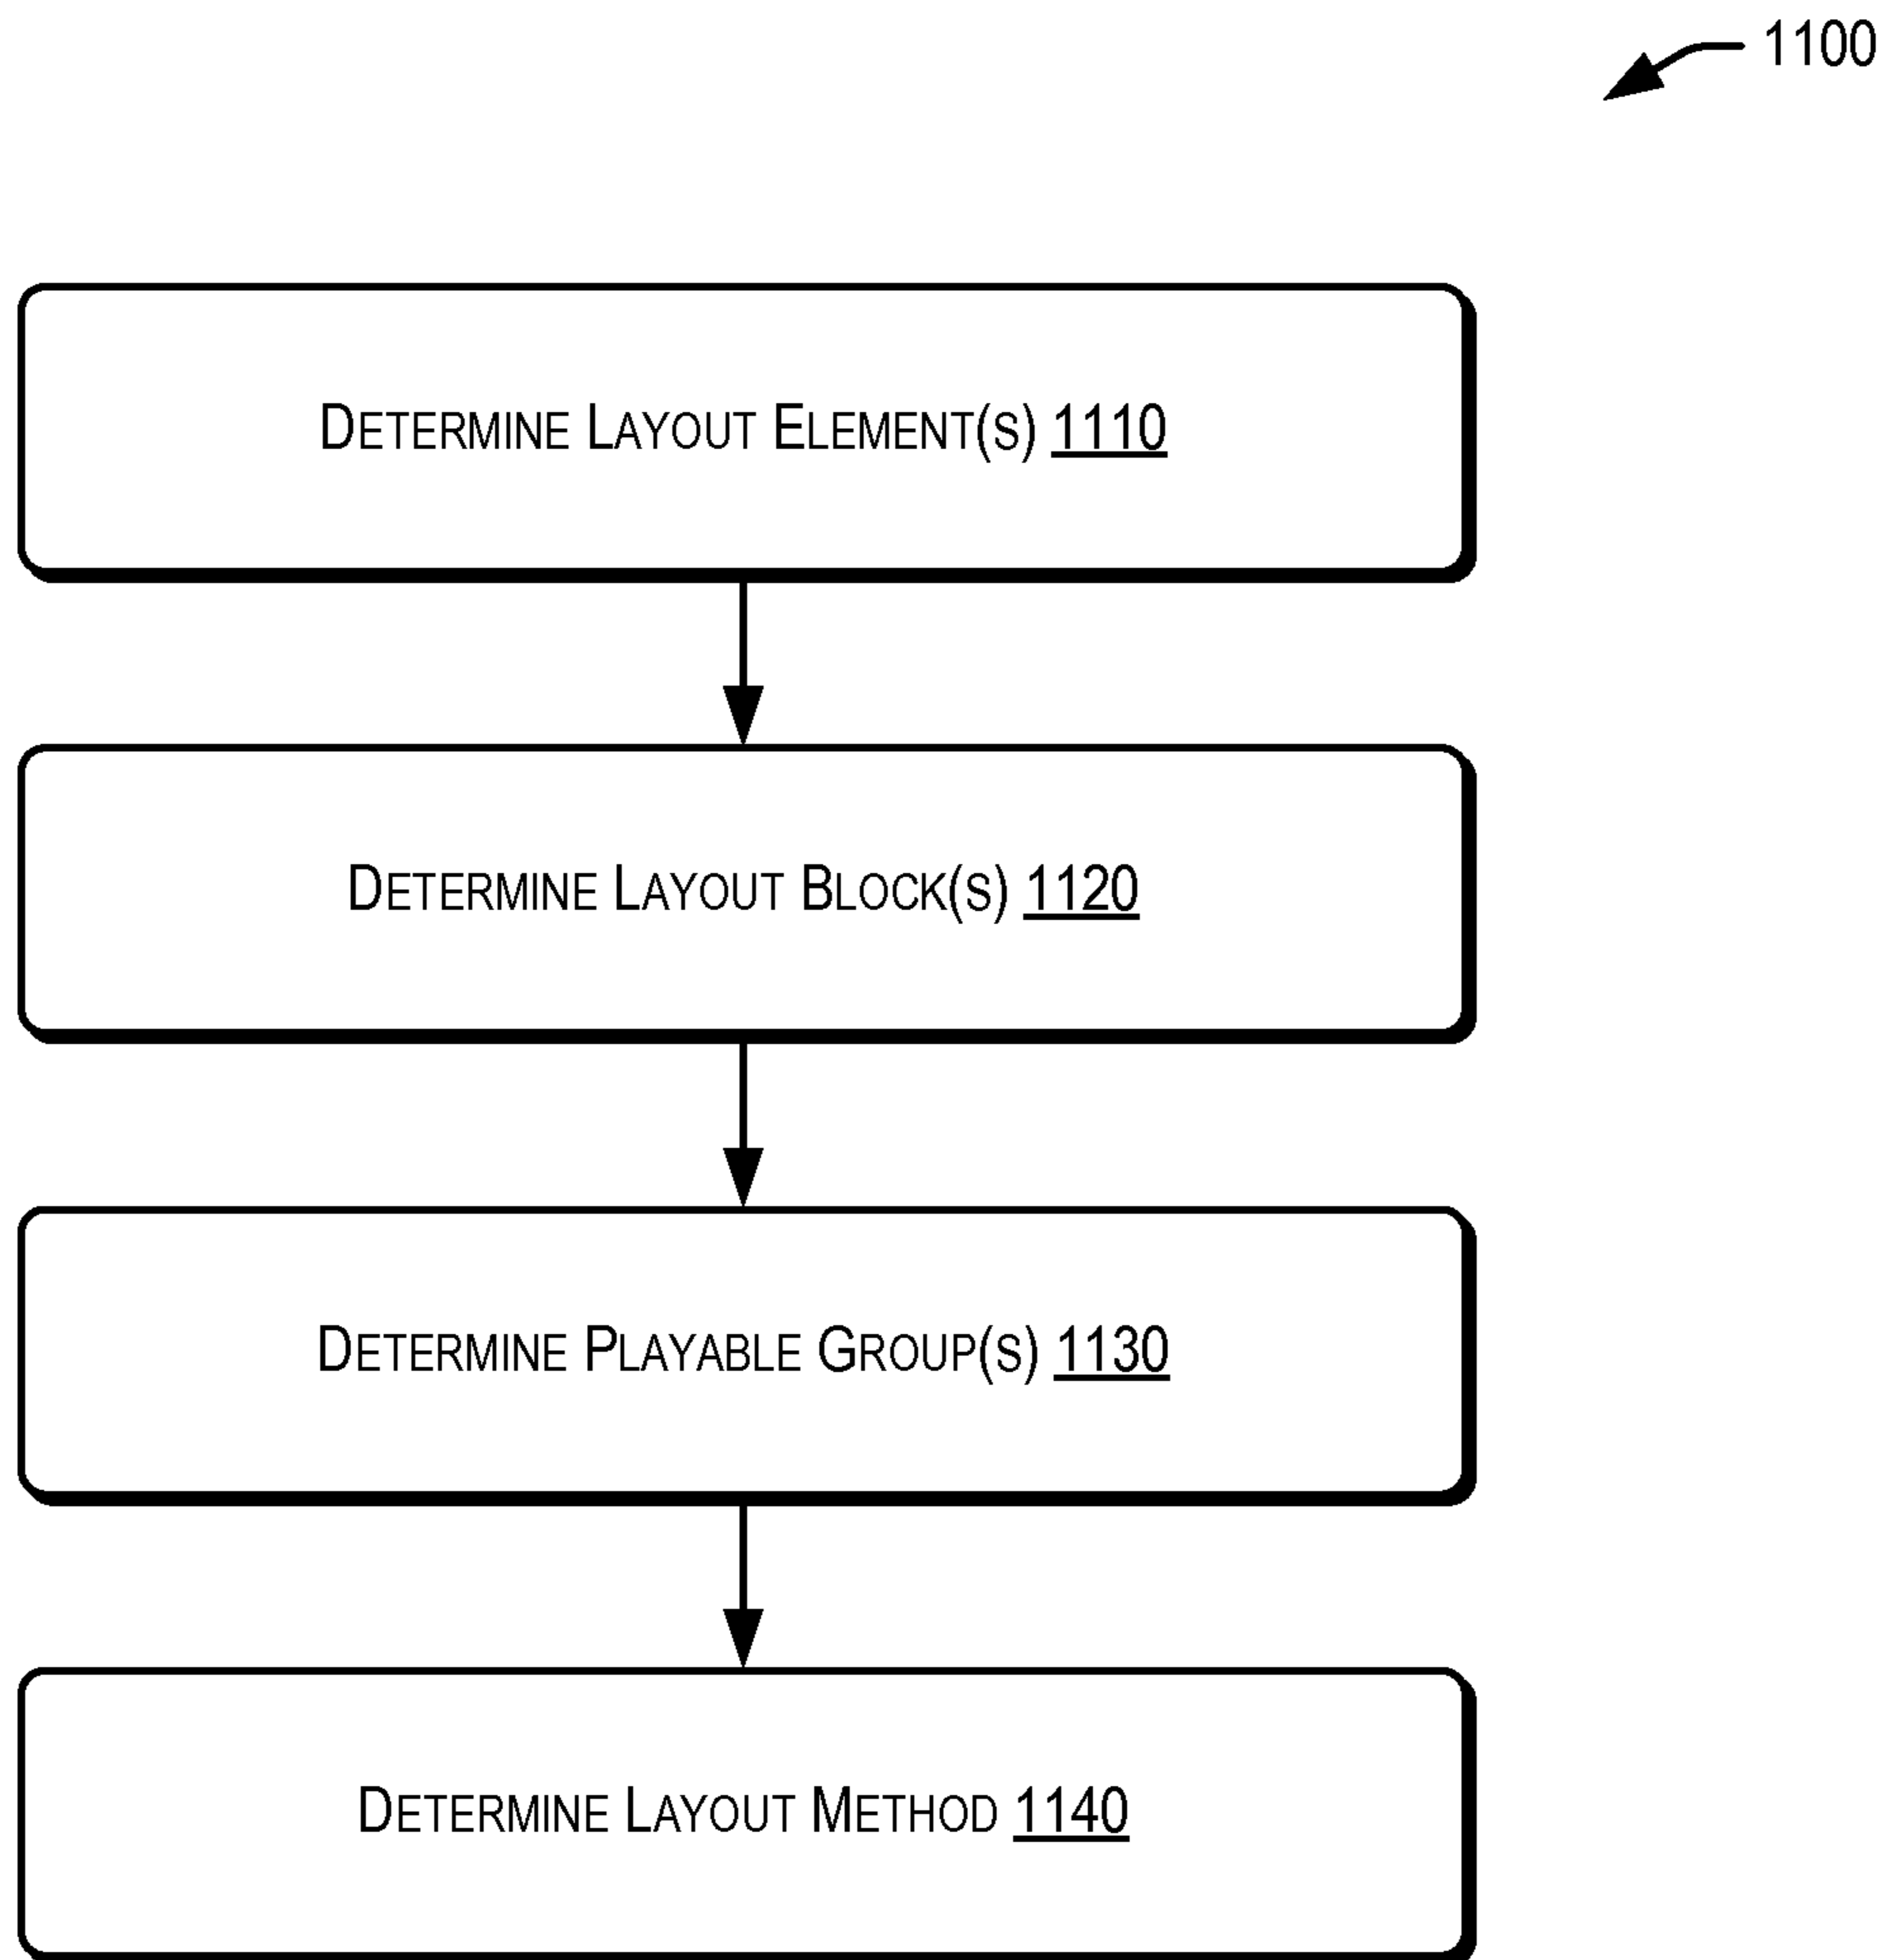 1100
DETERMINE LAYOUT ELEMENT(S) 1110
DETERMINE LAYOUT BLOCK(S) 1120
DETERMINE PLAYABLE GROUP(S) 1130
DETERMINE LAYOUT METHOD 1140